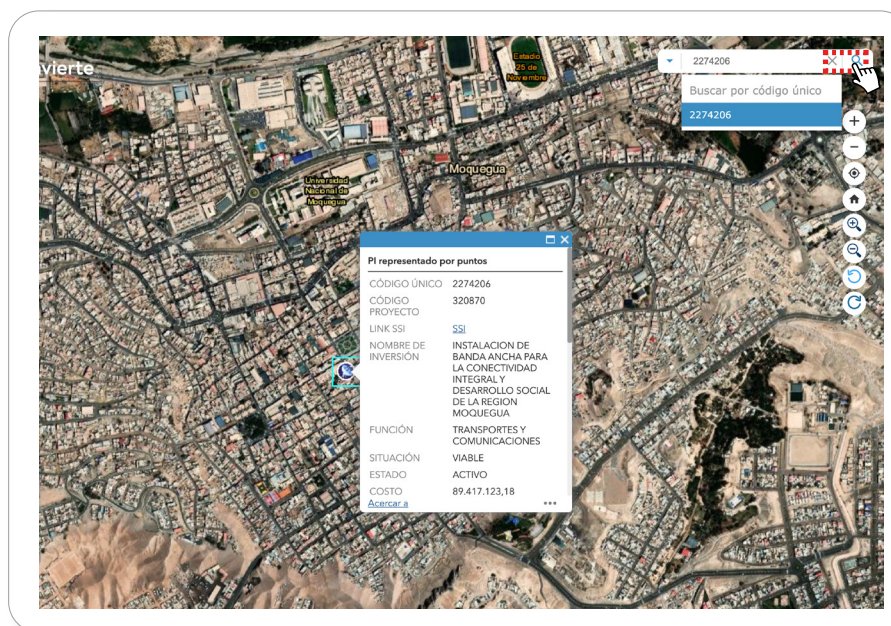 vierte
Estadio
25 de
Noviembre
2274206
Buscar por código único
2274206
Moquegua
Universidad
Nacional de
Moquegua
PI representado por puntos
CÓDIGO ÚNICO 2274206
CÓDIGO PROYECTO 320870
LINK SSI SSI
NOMBRE DE INVERSIÓN
INSTALACION DE
BANDA ANCHA PARA
LA CONECTIVIDAD
INTEGRAL Y
DESARROLLO SOCIAL
DE LA REGION
MOQUEGUA
FUNCIÓN TRANSPORTES Y
COMUNICACIONES
SITUACIÓN VIABLE
ESTADO ACTIVO
COSTO 89.417.123,18
Acercar a